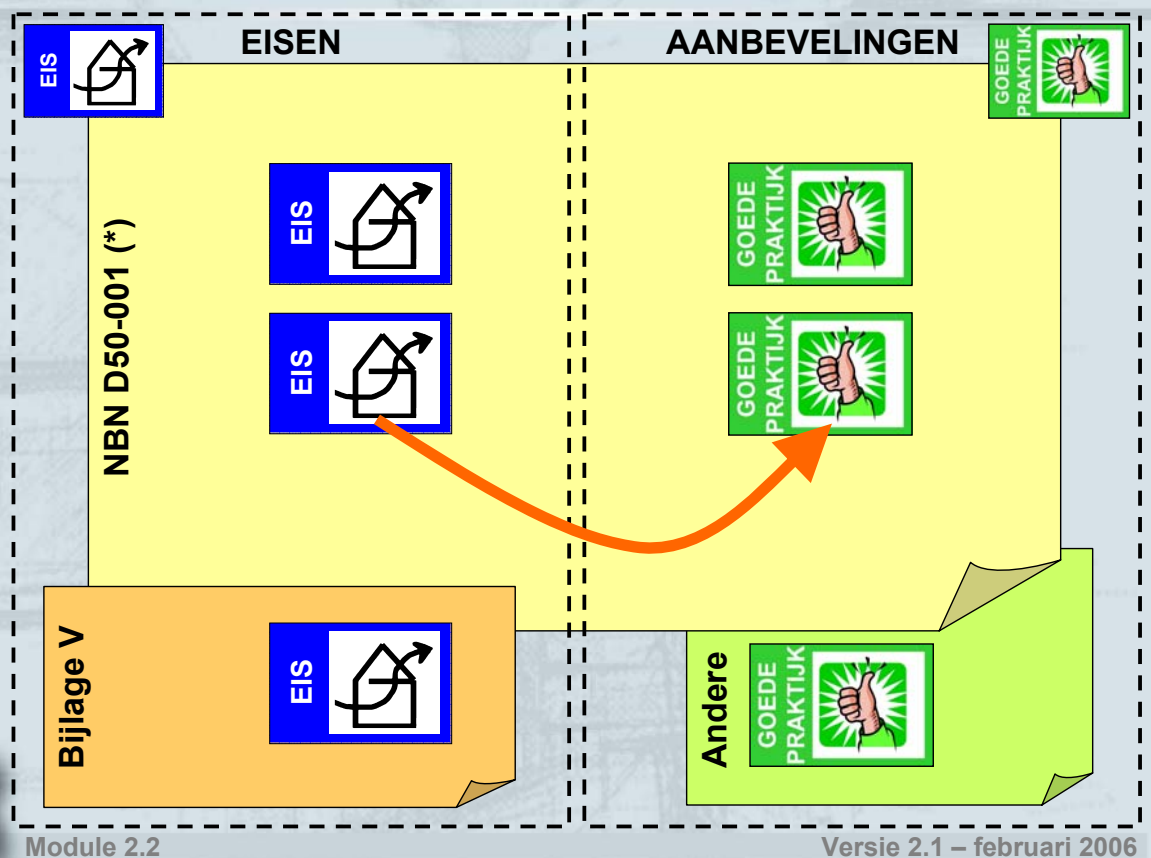 EISEN
AANBEVELINGEN
EIS
GOEDE
PRAKTIJK
NBN D50-001 (*)
EIS
GOEDE
PRAKTIJK
EIS
GOEDE
PRAKTIJK
Bijlage V
EIS
Andere
GOEDE
PRAKTIJK
Module 2.2
Versie 2.1 – februari 2006